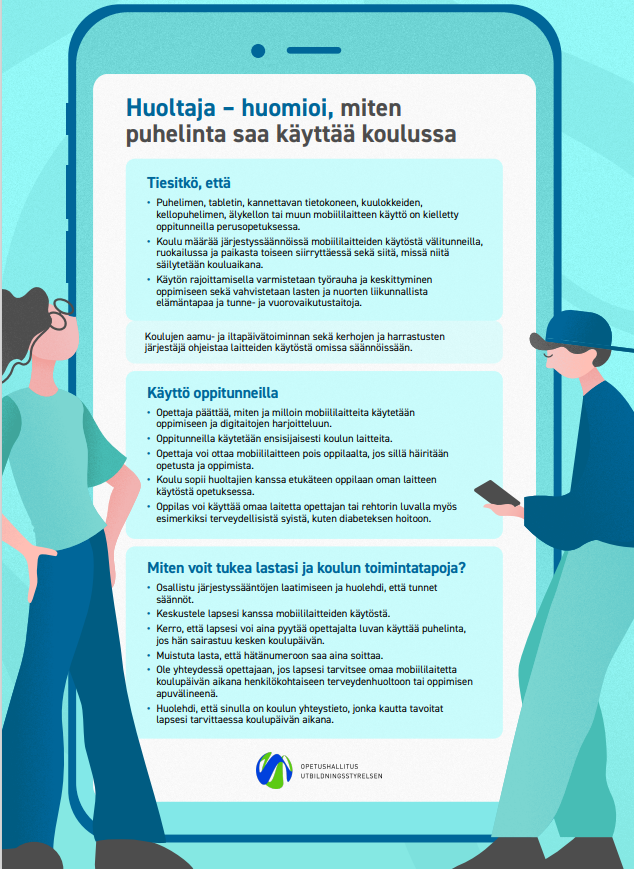 Huoltaja – huomioi, miten
puhelinta saa käyttää koulussa
Tiesitkö, että
• Puhelimen, tabletin, kannettavan tietokoneen, kuulokkeiden,
kellopuhelimen, älykellon tai muun mobiililaitteen käyttö on kielletty
oppitunneilla perusopetuksessa.
• Koulu määrää järjestyssäännöissä mobiililaitteiden käytöstä välitunneilla,
ruokailussa ja paikasta toiseen siirryttäessä sekä siitä, missä niitä
säilytetään kouluaikana.
• Käytön rajoittamisella varmistetaan työrauha ja keskittyminen
oppimiseen sekä vahvistetaan lasten ja nuorten liikunnallista
elämäntapaa ja tunne- ja vuorovaikutustaitoja.
Koulujen aamu- ja iltapäivätoiminnan sekä kerhojen ja harrastusten
järjestäjä ohjeistaa laitteiden käytöstä omissa säännöissään.
Käyttö oppitunneilla
• Opettaja päättää, miten ja milloin mobiililaitteita käytetään
oppimiseen ja digitaitojen harjoitteluun.
• Oppitunneilla käytetään ensisijaisesti koulun laitteita.
• Opettaja voi ottaa mobiililaitteen pois oppilaalta, jos sillä häiritään
opetusta ja oppimista.
• Koulu sopii huoltajien kanssa etukäteen oppilaan oman laitteen
käytöstä opetuksessa.
• Oppilas voi käyttää omaa laitetta opettajan tai rehtorin luvalla myös
esimerkiksi terveydellisistä syistä, kuten diabeteksen hoitoon.
Miten voit tukea lastasi ja koulun toimintatapoja?
• Osallistu järjestyssääntöjen laatimiseen ja huolehdi, että tunnet
säännöt.
• Keskustele lapsesi kanssa mobiililaitteiden käytöstä.
• Kerro, että lapsesi voi aina pyytää opettajalta luvan käyttää puhelinta,
jos hän sairastuu kesken koulupäivän.
• Muistuta lasta, että hätänumeroon saa aina soittaa.
• Ole yhteydessä opettajaan, jos lapsesi tarvitsee omaa mobiililaitetta
koulupäivän aikana henkilökohtaiseen terveydenhuoltoon tai oppimisen
apuvälineenä.
• Huolehdi, että sinulla on koulun yhteystieto, jonka kautta tavoitat
lapsesi tarvittaessa koulupäivän aikana.
OPETUSHALLITUS
UTBILDNINGSSTYRELSEN